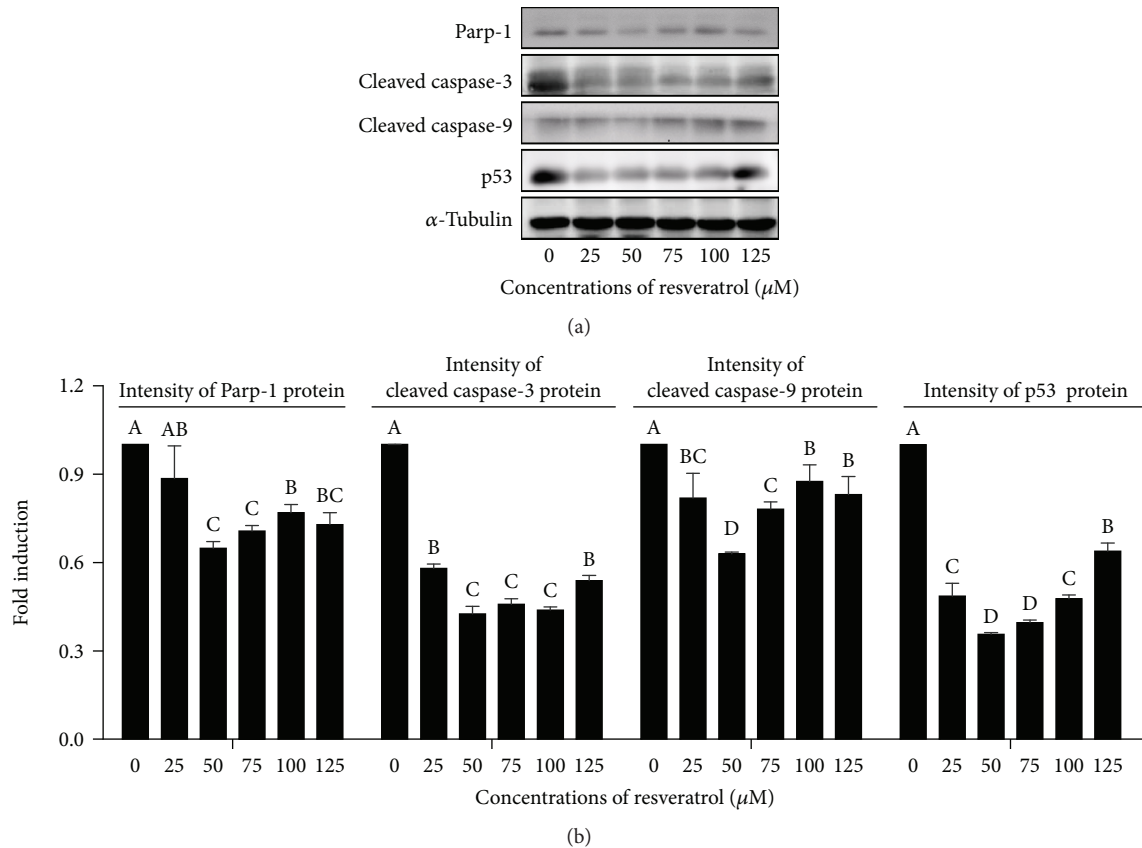 Parp-1
Cleaved caspase-3
Cleaved caspase-9
p53
α-Tubulin
0 25 50 75 100 125
Concentrations of resveratrol (μM)
(a)
Intensity of Parp-1 protein
Intensity of
cleaved caspase-3 protein
Intensity of
cleaved caspase-9 protein
Intensity of p53 protein
1.2
0.9
0.6
0.3
0.0
Fold induction
A AB C C B BC
A B C C C B
A BC D C B B
A C D D C B
0 25 50 75 100 125 0 25 50 75 100 125 0 25 50 75 100 125 0 25 50 75 100 125
Concentrations of resveratrol (μM)
(b)